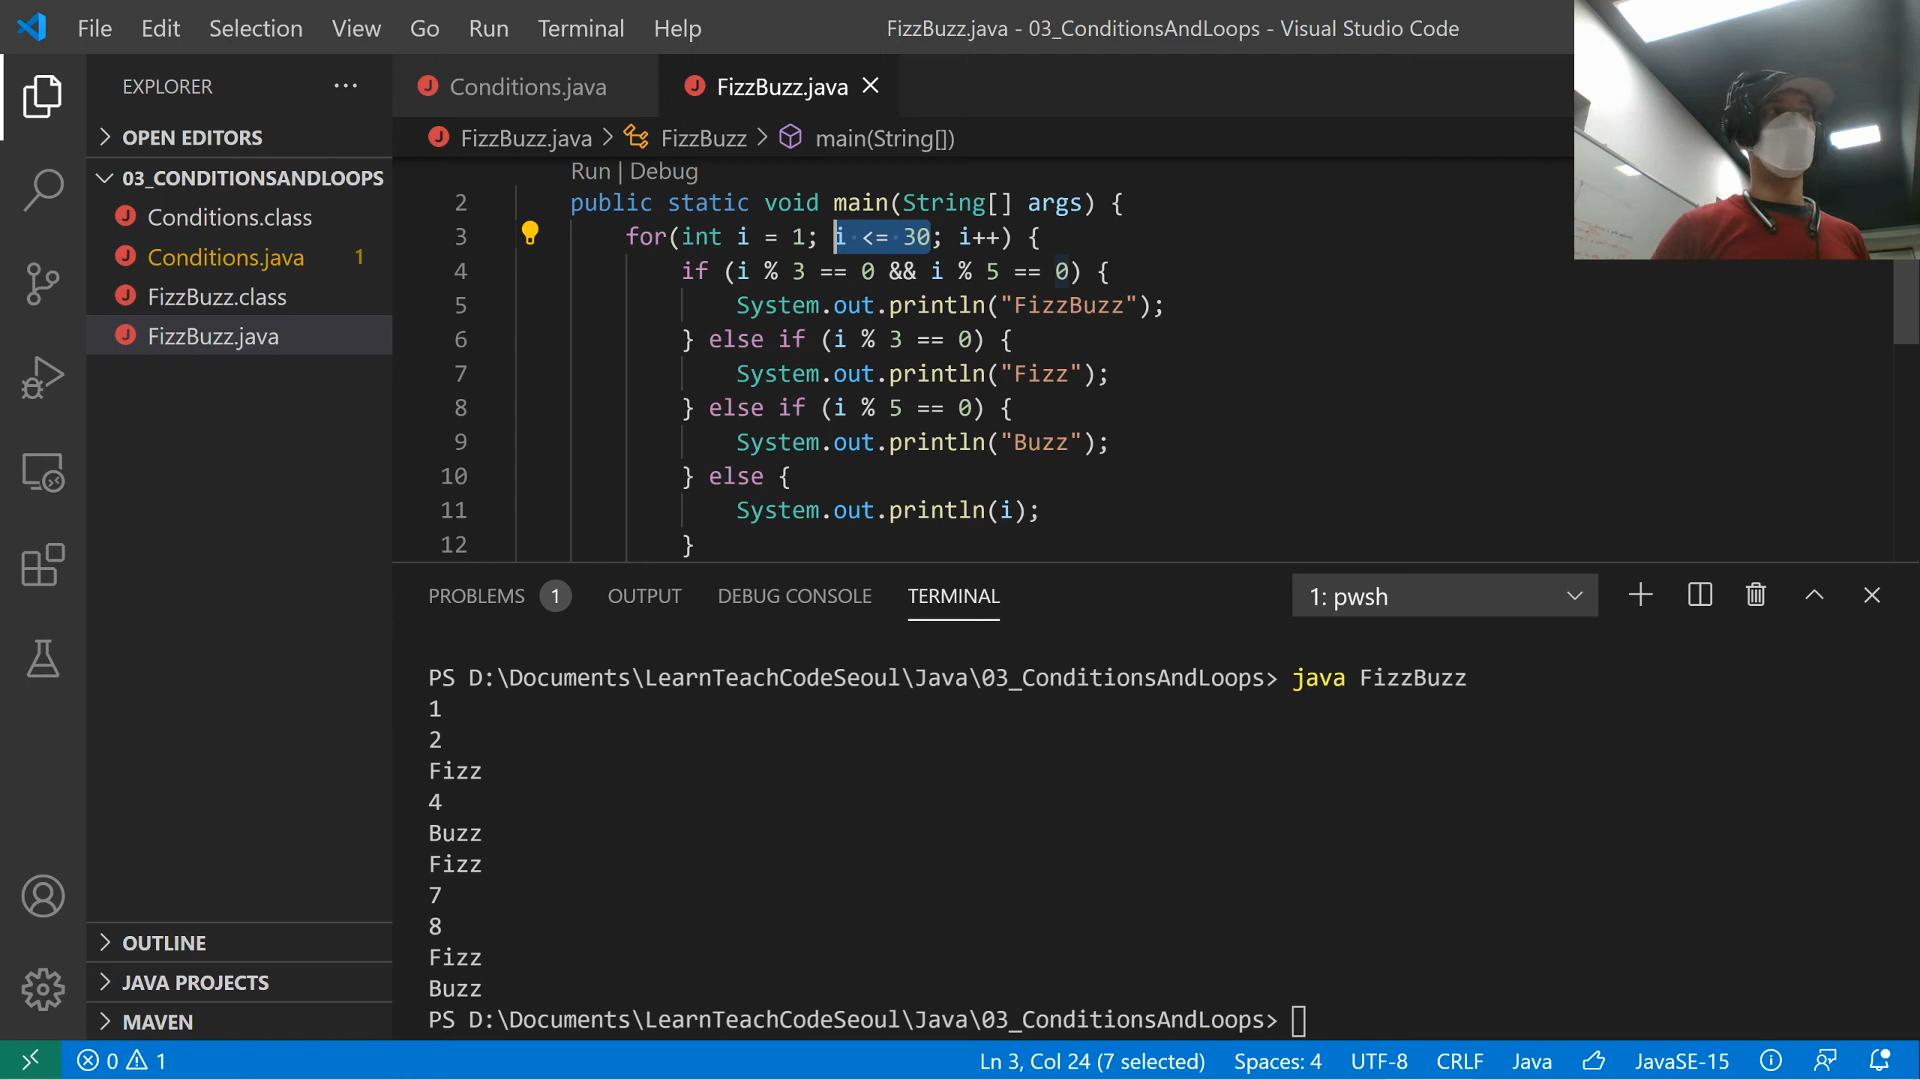 File Edit Selection View Go Run Terminal Help
FizzBuzz.java - 03_ConditionsAndLoops - Visual Studio Code
EXPLORER ...
OPEN EDITORS
03_CONDITIONSANDLOOPS
J Conditions.class
J Conditions.java 1
J FizzBuzz.class
J FizzBuzz.java
OUTLINE
JAVA PROJECTS
MAVEN
J Conditions.java
J FizzBuzz.java
J FizzBuzz.java > FizzBuzz > main(String[])
Run | Debug
2 public static void main(String[] args) {
3 for(int i = 1; i <= 30; i++) {
4 if (i % 3 == 0 && i % 5 == 0) {
5 System.out.println("FizzBuzz");
6 } else if (i % 3 == 0) {
7 System.out.println("Fizz");
8 } else if (i % 5 == 0) {
9 System.out.println("Buzz");
10 } else {
11 System.out.println(i);
12 }
PROBLEMS 1 OUTPUT DEBUG CONSOLE TERMINAL
1: pwsh
PS D:\Documents\LearnTeachCodeSeoul\Java\03_ConditionsAndLoops> java FizzBuzz
1
2
Fizz
4
Buzz
Fizz
7
8
Fizz
Buzz
PS D:\Documents\LearnTeachCodeSeoul\Java\03_ConditionsAndLoops>
0 1
Ln 3, Col 24 (7 selected) Spaces: 4 UTF-8 CRLF Java JavaSE-15